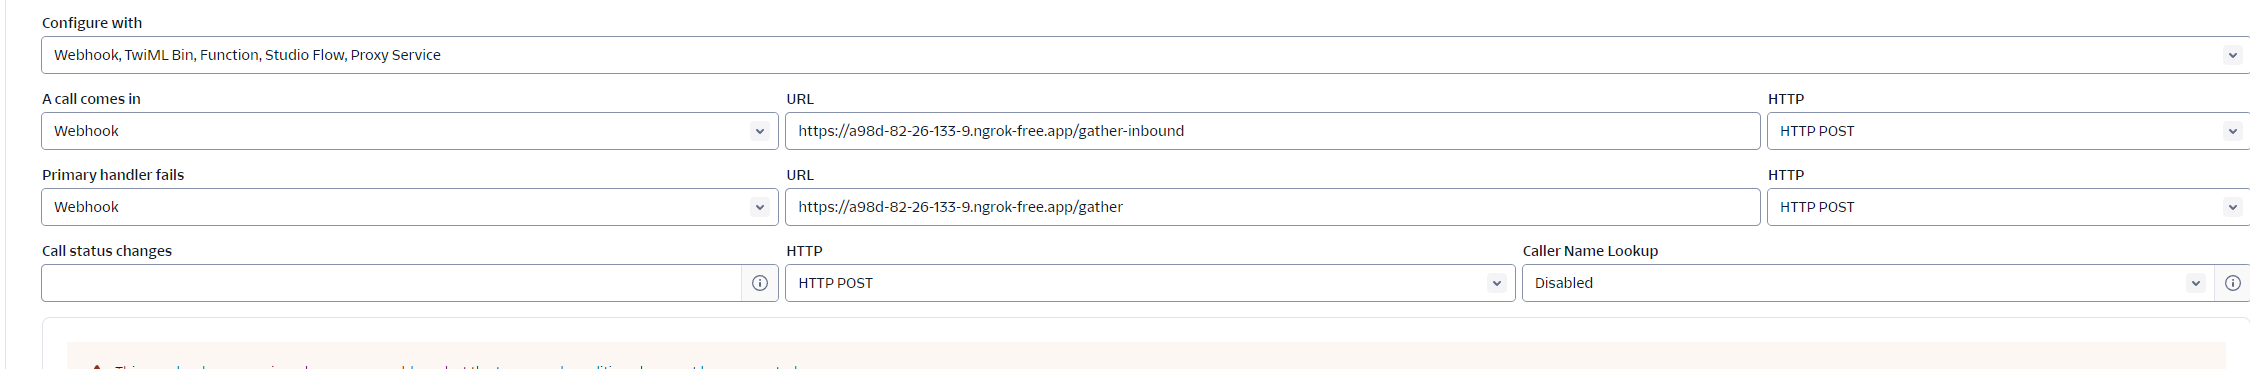 Configure with
Webhook, TwiML Bin, Function, Studio Flow, Proxy Service
A call comes in URL HTTP
Webhook https://a98d-82-26-133-9.ngrok-free.app/gather-inbound HTTP POST
Primary handler fails URL HTTP
Webhook https://a98d-82-26-133-9.ngrok-free.app/gather HTTP POST
Call status changes HTTP Caller Name Lookup
HTTP POST Disabled